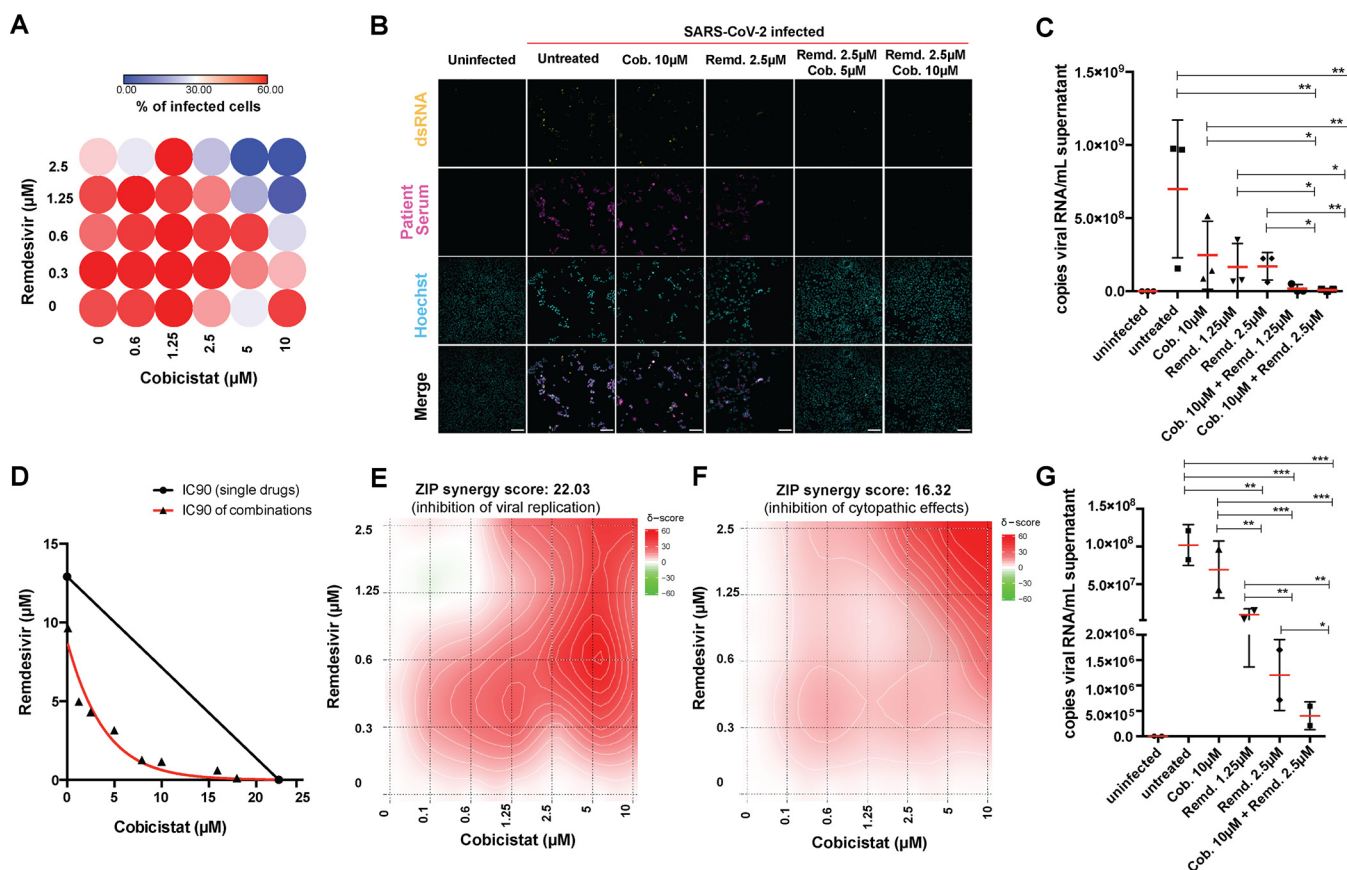 A
0.00
30.00
60.00
% of infected cells
Remdesivir (µM)
2.5
1.25
0.6
0.3
0
0
0.6
1.25
2.5
5
10
Cobicistat (µM)
B
SARS-CoV-2 infected
Uninfected
Untreated
Cob. 10µM
Remd. 2.5µM
Remd. 2.5µM
Cob. 5µM
Remd. 2.5µM
Cob. 10µM
dsRNA
Patient
Serum
Hoechst
Merge
C
copies viral RNA/mL supernatant
1.5×10⁹
1.0×10⁹
5.0×10⁸
0.0
**
**
**
*
*
*
**
*
uninfected
untreated
Cob. 10µM
Remd. 1.25µM
Remd. 2.5µM
Cob. 10µM + Remd. 1.25µM
Cob. 10µM + Remd. 2.5µM
D
IC90 (single drugs)
IC90 of combinations
Remdesivir (µM)
15
10
5
0
0
5
10
15
20
25
Cobicistat (µM)
E
ZIP synergy score: 22.03
(inhibition of viral replication)
δ−score
60
30
0
−30
−60
Remdesivir (µM)
2.5
1.25
0.6
0.3
0
0
0.1
0.6
1.25
2.5
5
10
Cobicistat (µM)
F
ZIP synergy score: 16.32
(inhibition of cytopathic effects)
δ−score
60
30
0
−30
−60
Remdesivir (µM)
2.5
1.25
0.6
0.3
0
0
0.1
0.6
1.25
2.5
5
10
Cobicistat (µM)
G
copies viral RNA/mL supernatant
1.5×10⁸
1.0×10⁸
5.0×10⁷
2.0×10⁶
1.5×10⁶
1.0×10⁶
5.0×10⁵
0.0
***
***
**
***
***
**
**
**
*
uninfected
untreated
Cob. 10µM
Remd. 1.25µM
Remd. 2.5µM
Cob. 10µM + Remd. 2.5µM